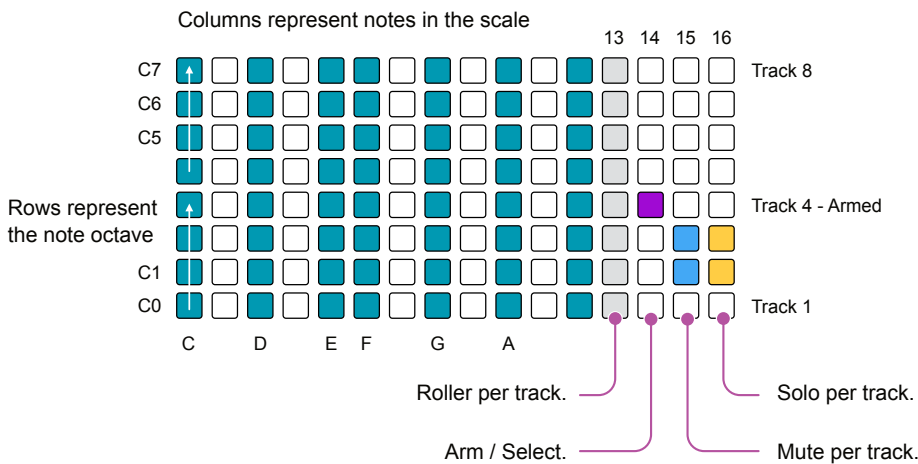 Columns represent notes in the scale
13 14 15 16
C7 Track 8
C6
C5
Rows represent
the note octave
Track 4 - Armed
C1
C0 Track 1
C D E F G A
Roller per track. Solo per track.
Arm / Select. Mute per track.